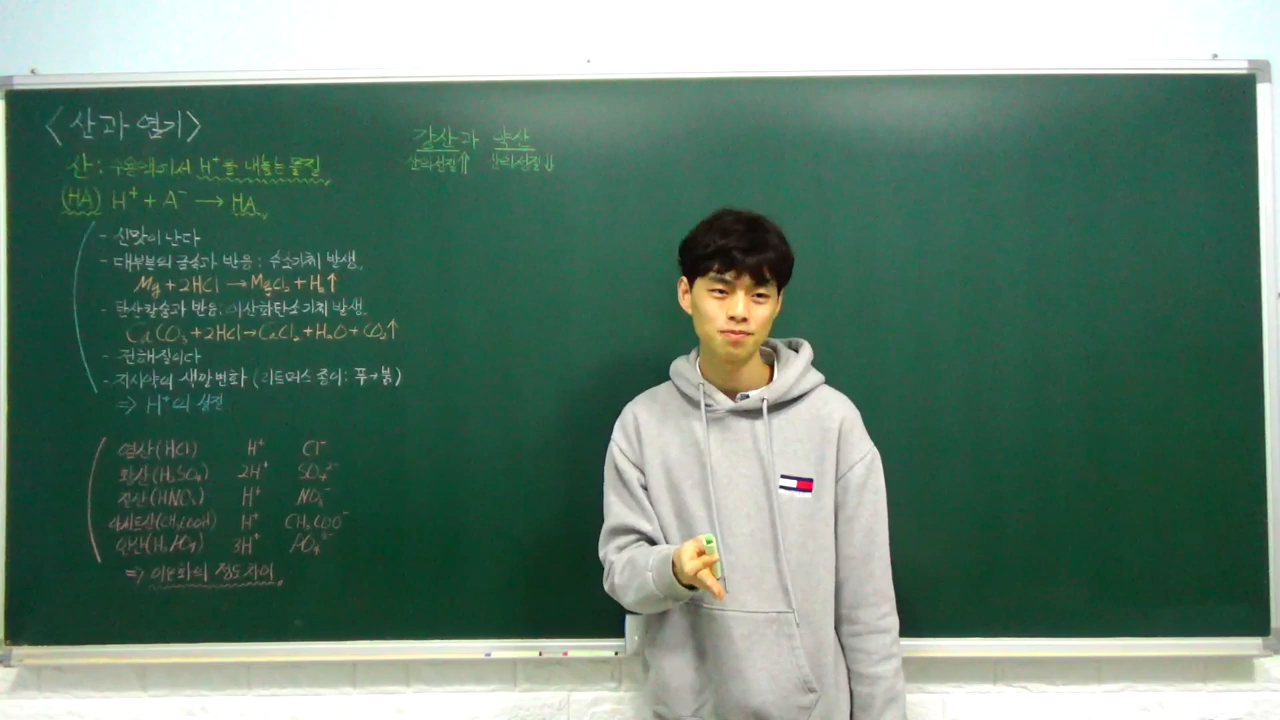 <산과 염기>
산: 수용액에서 H⁺를 내놓는 물질
(HA) H⁺ + A⁻ → HA
- 신맛이 난다
- 대부분의 금속과 반응: 수소기체 발생.
Mg + 2HCl → MgCl₂ + H₂↑
- 탄산칼슘과 반응: 이산화탄소 기체 발생.
CaCO₃ + 2HCl → CaCl₂ + H₂O + CO₂↑
- 전해질이다
- 지시약의 색깔변화 (리트머스 종이: 푸→붉)
⇒ H⁺의 성질
염산(HCl) H⁺ Cl⁻
황산(H₂SO₄) 2H⁺ SO₄²⁻
질산(HNO₃) H⁺ NO₃⁻
아세트산(CH₃COOH) H⁺ CH₃COO⁻
인산(H₃PO₄) 3H⁺ PO₄³⁻
⇒ 이온화의 정도차이.
강산과 약산
산의성질⇑ 산의성질⇓